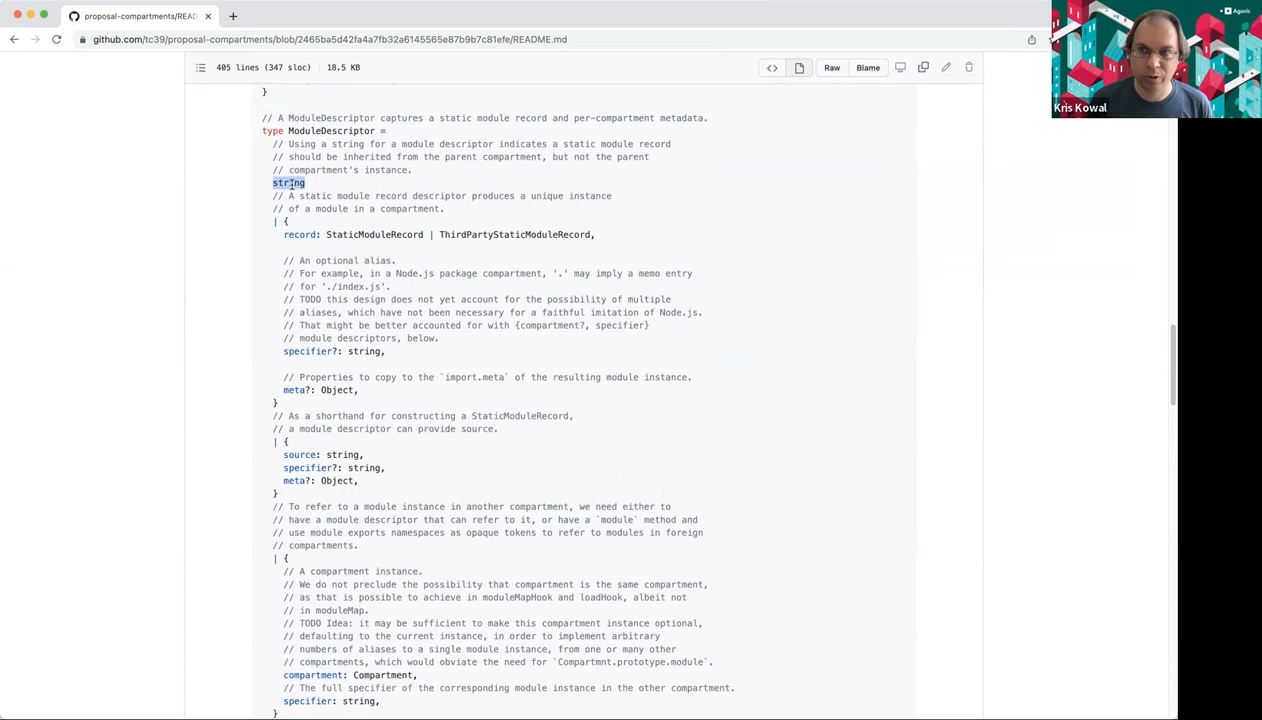 proposal-compartments/READ
github.com/tc39/proposal-compartments/blob/2465ba5d42fa4a7fb32a6145565e87b9b7c81efe/README.md
Agoric
Kris Kowal
405 lines (347 sloc) 18.5 KB
Raw Blame
}
// A ModuleDescriptor captures a static module record and per-compartment metadata.
type ModuleDescriptor =
// Using a string for a module descriptor indicates a static module record
// should be inherited from the parent compartment, but not the parent
// compartment's instance.
string
// A static module record descriptor produces a unique instance
// of a module in a compartment.
| {
record: StaticModuleRecord | ThirdPartyStaticModuleRecord,
// An optional alias.
// For example, in a Node.js package compartment, '.' may imply a memo entry
// for './index.js'.
// TODO this design does not yet account for the possibility of multiple
// aliases, which have not been necessary for a faithful imitation of Node.js.
// That might be better accounted for with {compartment?, specifier}
// module descriptors, below.
specifier?: string,
// Properties to copy to the `import.meta` of the resulting module instance.
meta?: Object,
}
// As a shorthand for constructing a StaticModuleRecord,
// a module descriptor can provide source.
| {
source: string,
specifier?: string,
meta?: Object,
}
// To refer to a module instance in another compartment, we need either to
// have a module descriptor that can refer to it, or have a `module` method and
// use module exports namespaces as opaque tokens to refer to modules in foreign
// compartments.
| {
// A compartment instance.
// We do not preclude the possibility that compartment is the same compartment,
// as that is possible to achieve in moduleMapHook and loadHook, albeit not
// in moduleMap.
// TODO Idea: it may be sufficient to make this compartment instance optional,
// defaulting to the current instance, in order to implement arbitrary
// numbers of aliases to a single module instance, from one or many other
// compartments, which would obviate the need for `Compartmnt.prototype.module`.
compartment: Compartment,
// The full specifier of the corresponding module instance in the other compartment.
specifier: string,
}